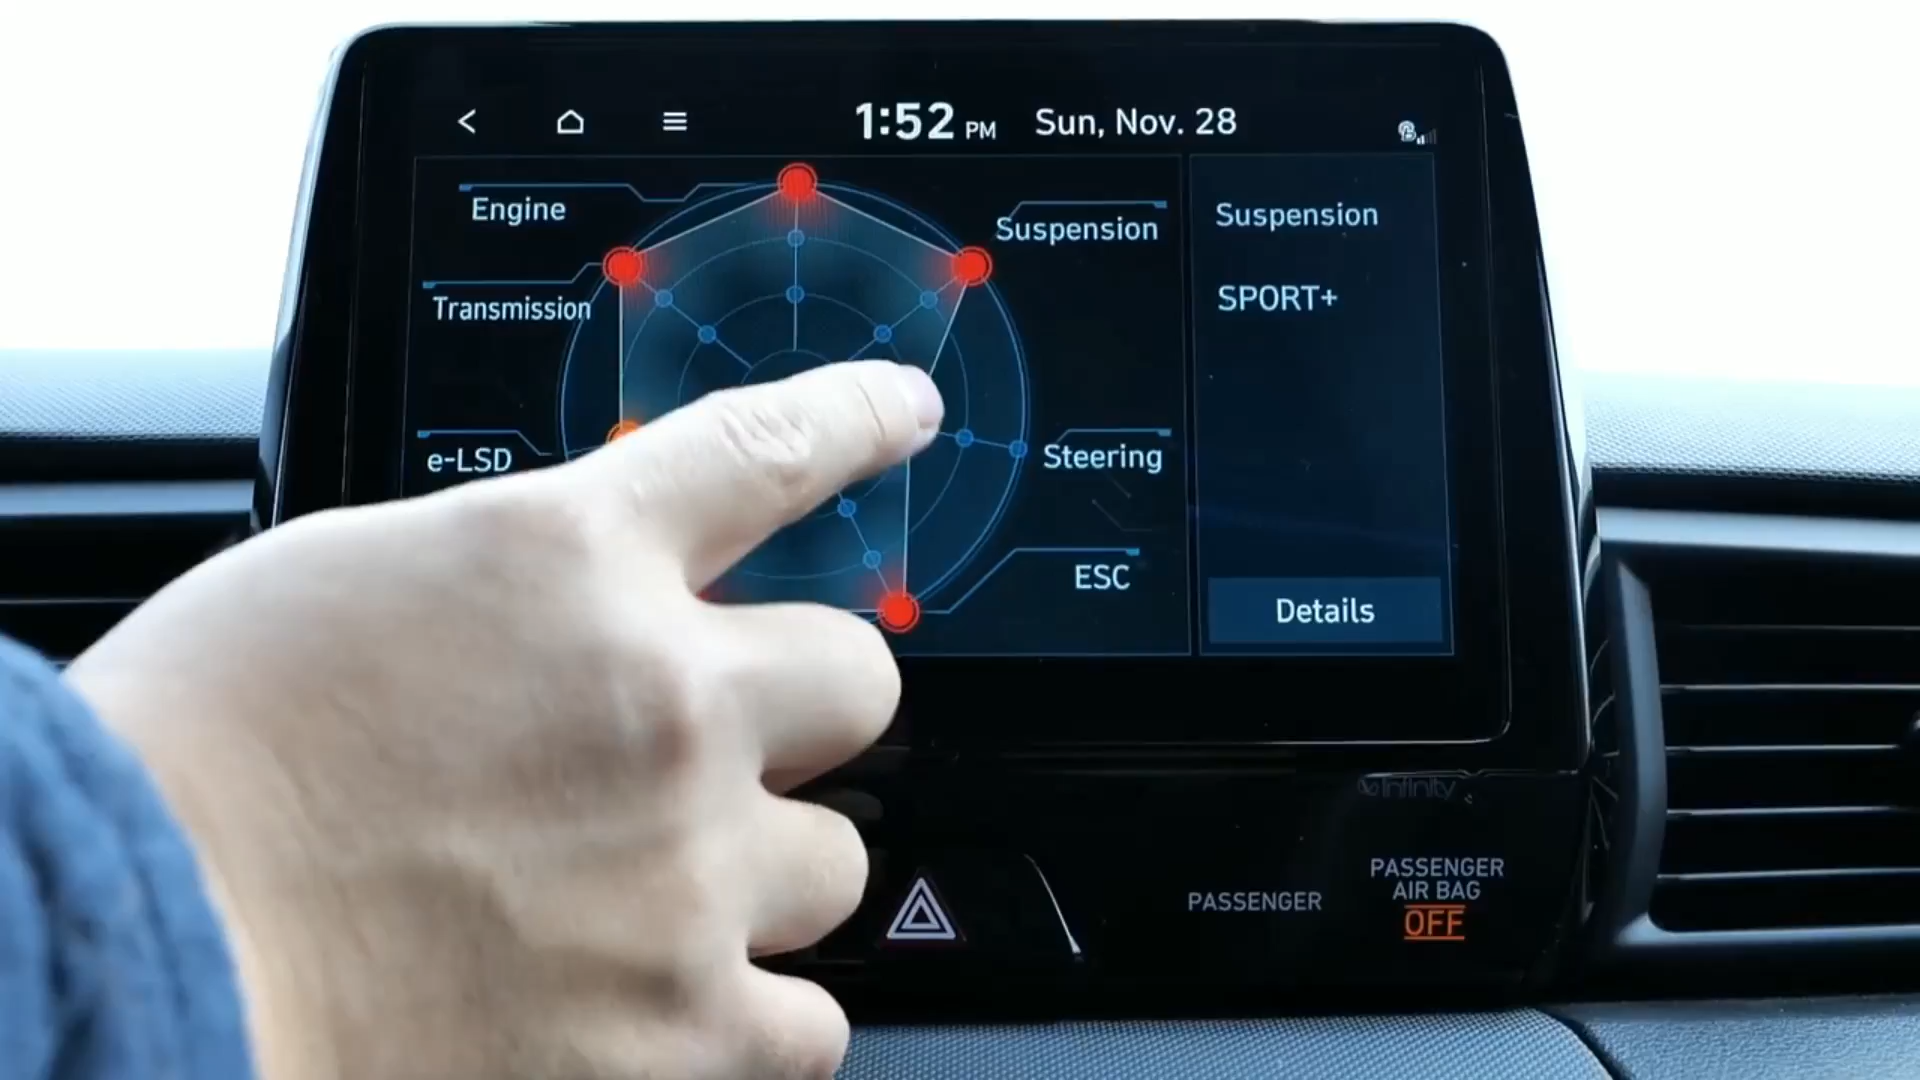 1:52 PM Sun, Nov. 28
Engine
Suspension
Transmission
e-LSD
Steering
ESC
Suspension
SPORT+
Details
infinity
PASSENGER
PASSENGER
AIR BAG
OFF